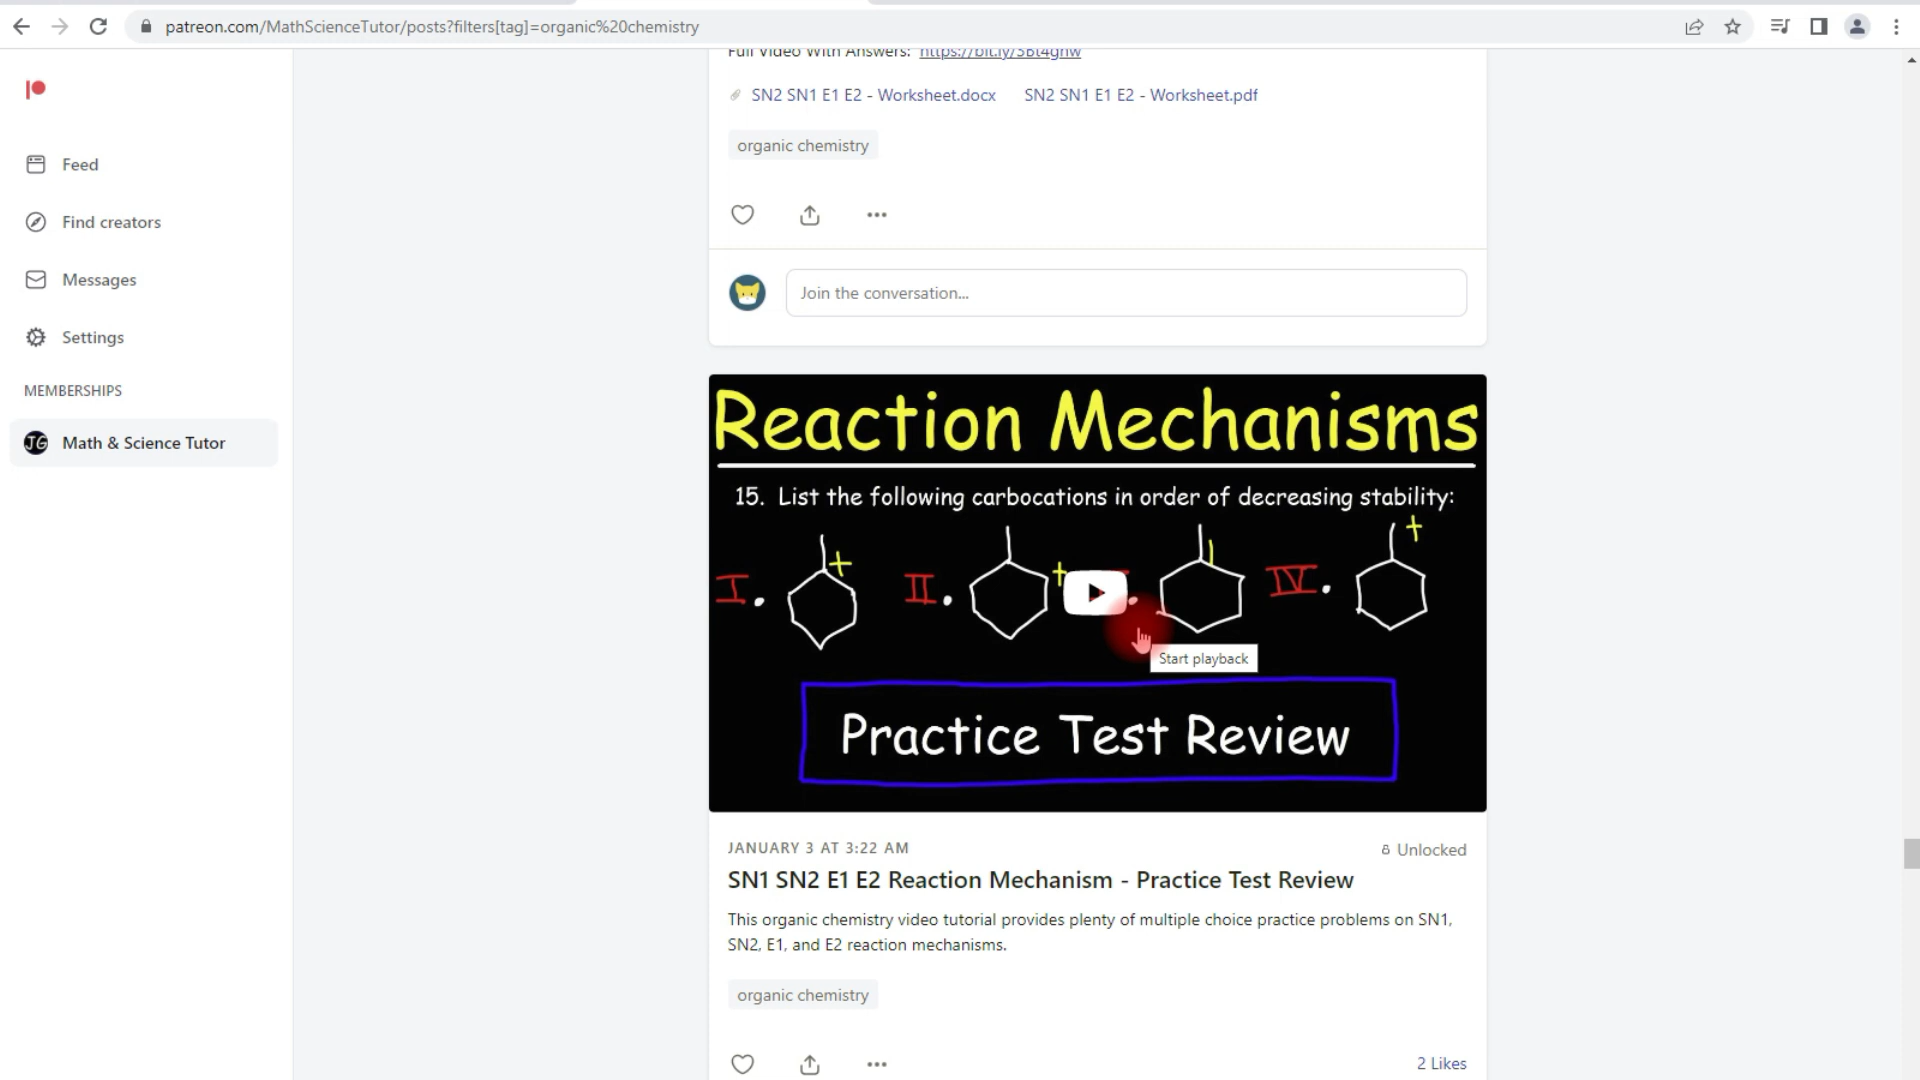 patreon.com/MathScienceTutor/posts?filters[tag]=organic%20chemistry
Feed
Find creators
Messages
Settings
MEMBERSHIPS
JG Math & Science Tutor
Full Video With Answers: https://bit.ly/3Bt4ghw
SN2 SN1 E1 E2 - Worksheet.docx SN2 SN1 E1 E2 - Worksheet.pdf
organic chemistry
Join the conversation...
Reaction Mechanisms
15. List the following carbocations in order of decreasing stability:
I. + II. + . IV. +
Start playback
Practice Test Review
JANUARY 3 AT 3:22 AM
Unlocked
SN1 SN2 E1 E2 Reaction Mechanism - Practice Test Review
This organic chemistry video tutorial provides plenty of multiple choice practice problems on SN1,
SN2, E1, and E2 reaction mechanisms.
organic chemistry
2 Likes